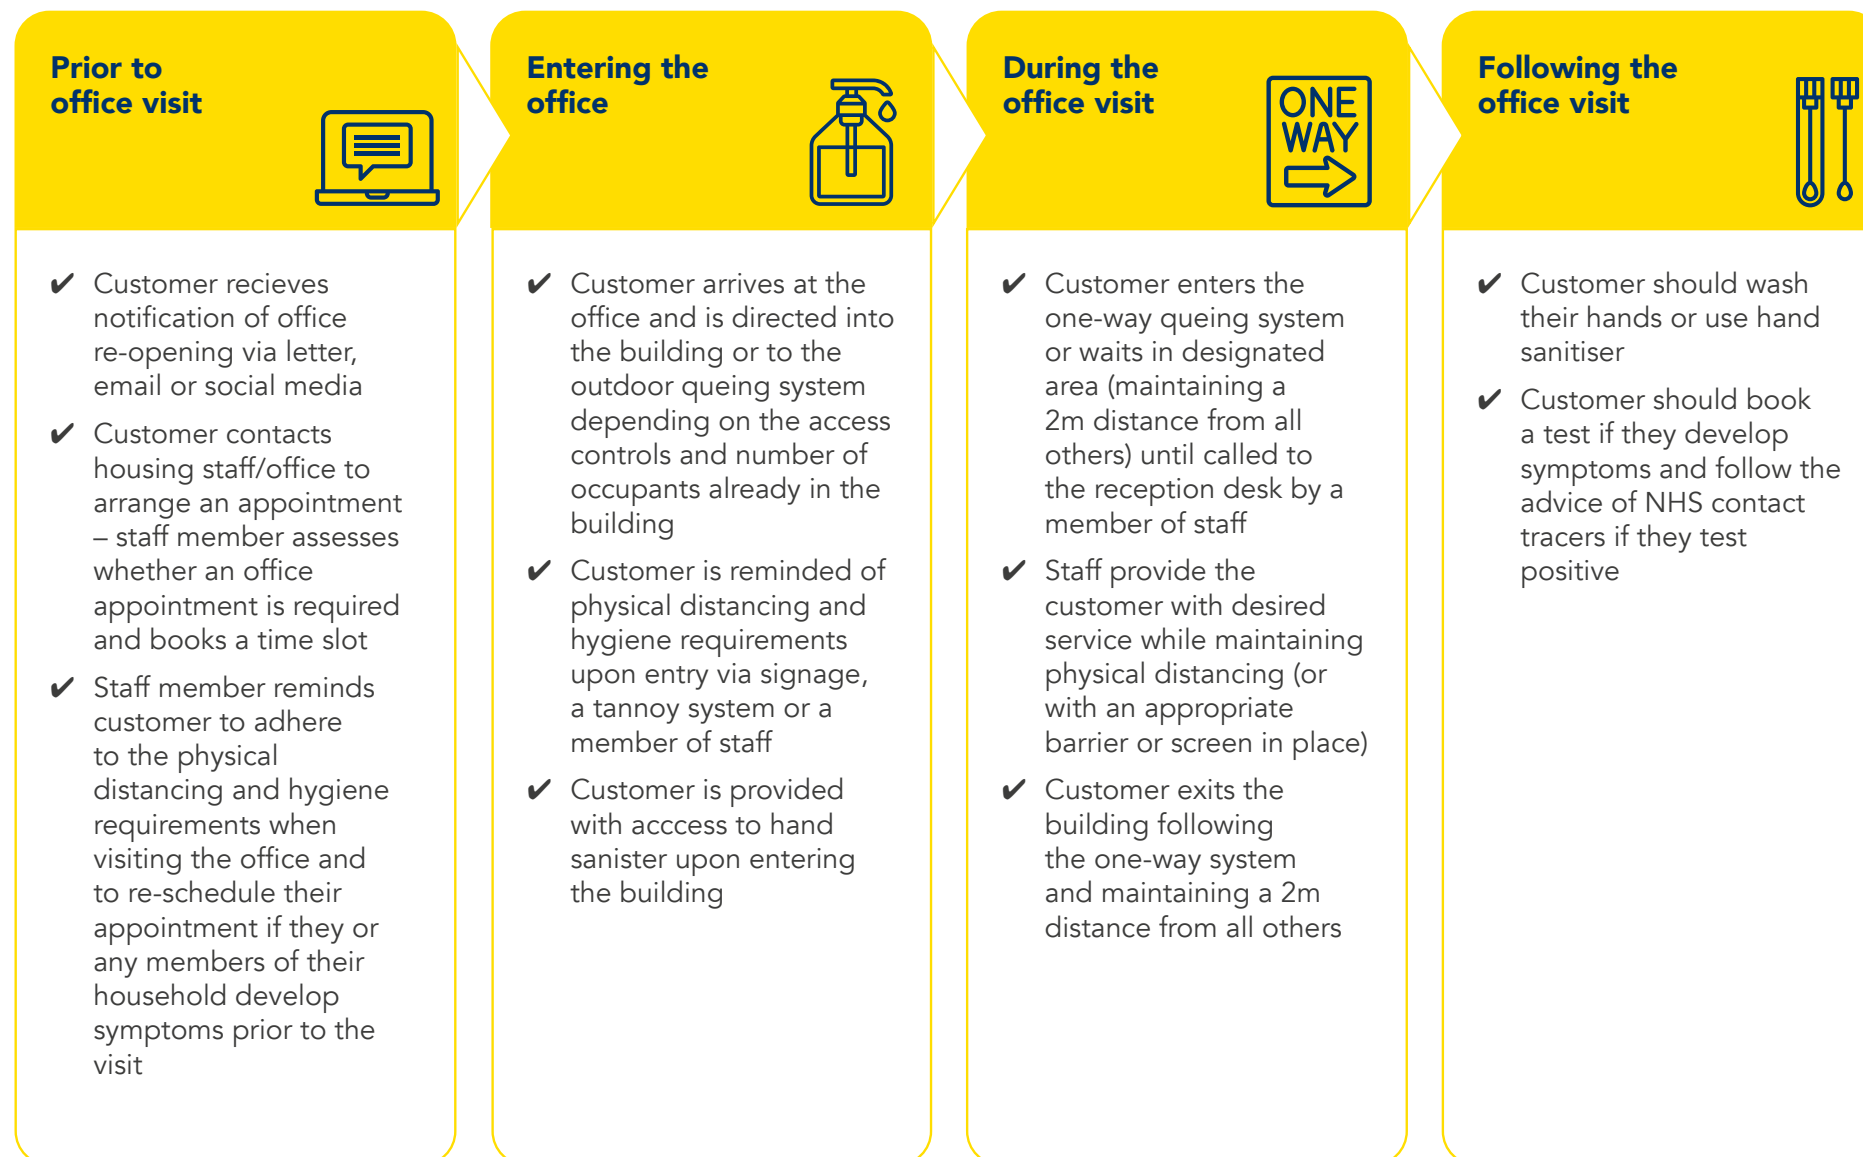 Prior to
office visit
✔ Customer recieves
notification of office
re-opening via letter,
email or social media
✔ Customer contacts
housing staff/office to
arrange an appointment
– staff member assesses
whether an office
appointment is required
and books a time slot
✔ Staff member reminds
customer to adhere
to the physical
distancing and hygiene
requirements when
visiting the office and
to re-schedule their
appointment if they or
any members of their
household develop
symptoms prior to the
visit
Entering the
office
✔ Customer arrives at the
office and is directed into
the building or to the
outdoor queing system
depending on the access
controls and number of
occupants already in the
building
✔ Customer is reminded of
physical distancing and
hygiene requirements
upon entry via signage,
a tannoy system or a
member of staff
✔ Customer is provided
with acccess to hand
sanister upon entering
the building
During the
office visit
ONE
WAY
✔ Customer enters the
one-way queing system
or waits in designated
area (maintaining a
2m distance from all
others) until called to
the reception desk by a
member of staff
✔ Staff provide the
customer with desired
service while maintaining
physical distancing (or
with an appropriate
barrier or screen in place)
✔ Customer exits the
building following
the one-way system
and maintaining a 2m
distance from all others
Following the
office visit
✔ Customer should wash
their hands or use hand
sanitiser
✔ Customer should book
a test if they develop
symptoms and follow the
advice of NHS contact
tracers if they test
positive